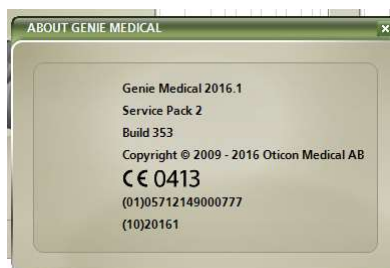 ABOUT GENIE MEDICAL
Genie Medical 2016.1
Service Pack 2
Build 353
Copyright © 2009 - 2016 Oticon Medical AB
CE 0413
(01)05712149000777
(10)20161